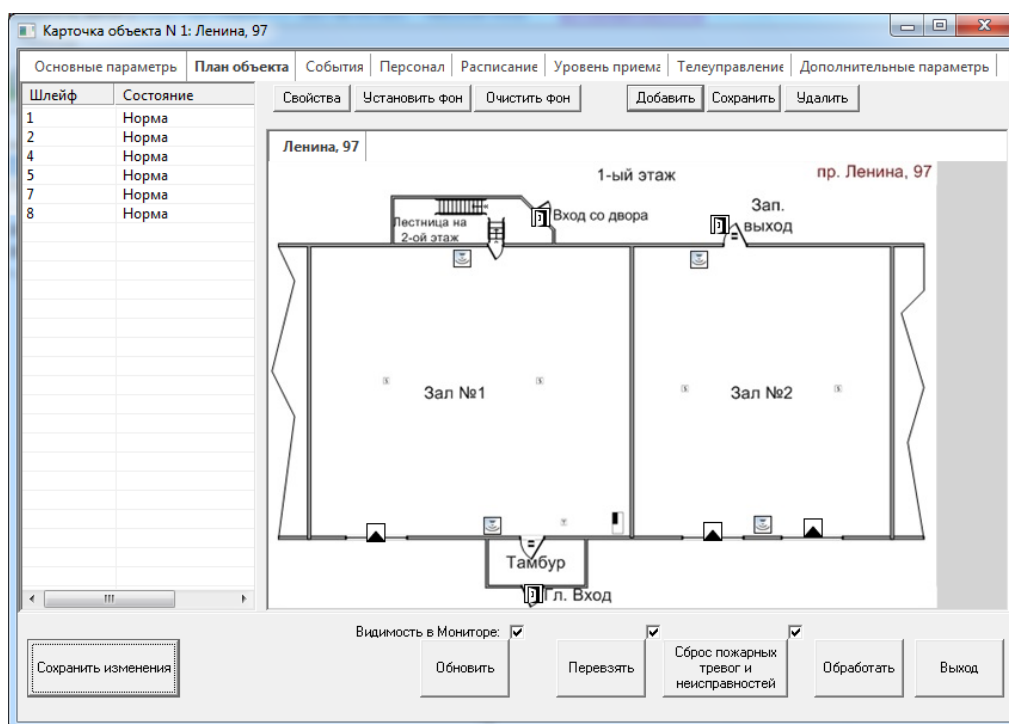 Карточка объекта N 1: Ленина, 97
Основные параметрь План объекта События Персонал Расписание Уровень приема Телеуправление Дополнительные параметрь
Шлейф Состояние
Свойства Установить фон Очистить фон Добавить Сохранить Удалить
1 Норма
2 Норма
4 Норма
5 Норма
7 Норма
8 Норма
Ленина, 97
1-ый этаж
пр. Ленина, 97
Лестница на
2-ой этаж
Вход со двора
Зап.
выход
Зал №1
Зал №2
Тамбур
Гл. Вход
Видимость в Мониторе:
Сохранить изменения
Обновить
Перевзять
Сброс пожарных
тревог и
неисправностей
Обработать
Выход